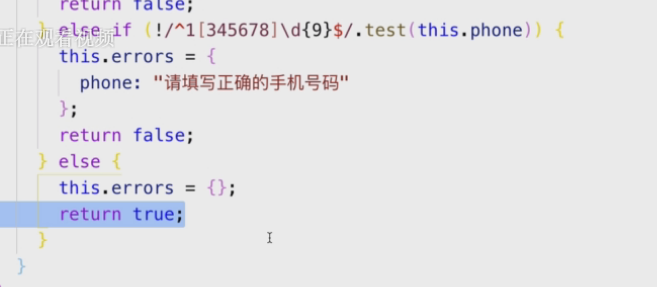 return false;
} else if (!/^1[345678]\d{9}$/.test(this.phone)) {
正在观看视频
this.errors = {
phone: "请填写正确的手机号码"
};
return false;
} else {
this.errors = {};
return true;
}
}